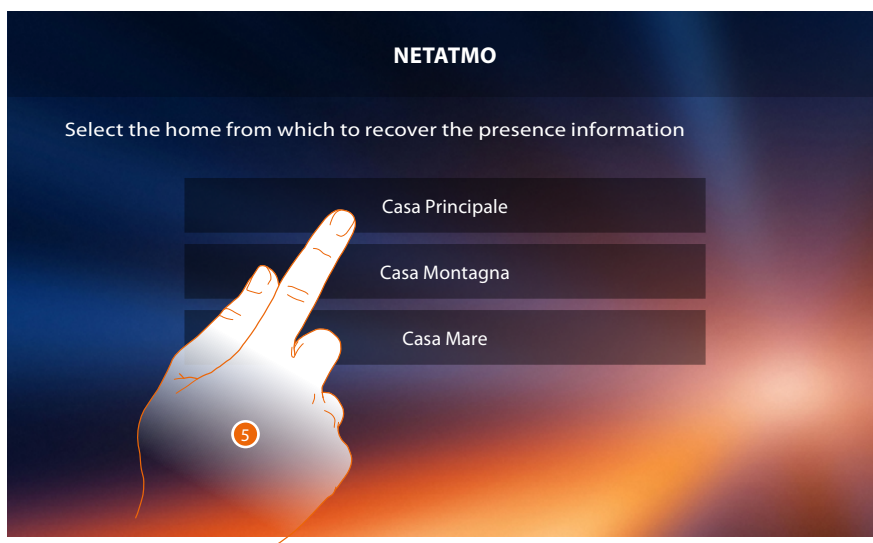 NETATMO
Select the home from which to recover the presence information
Casa Principale
Casa Montagna
Casa Mare
5